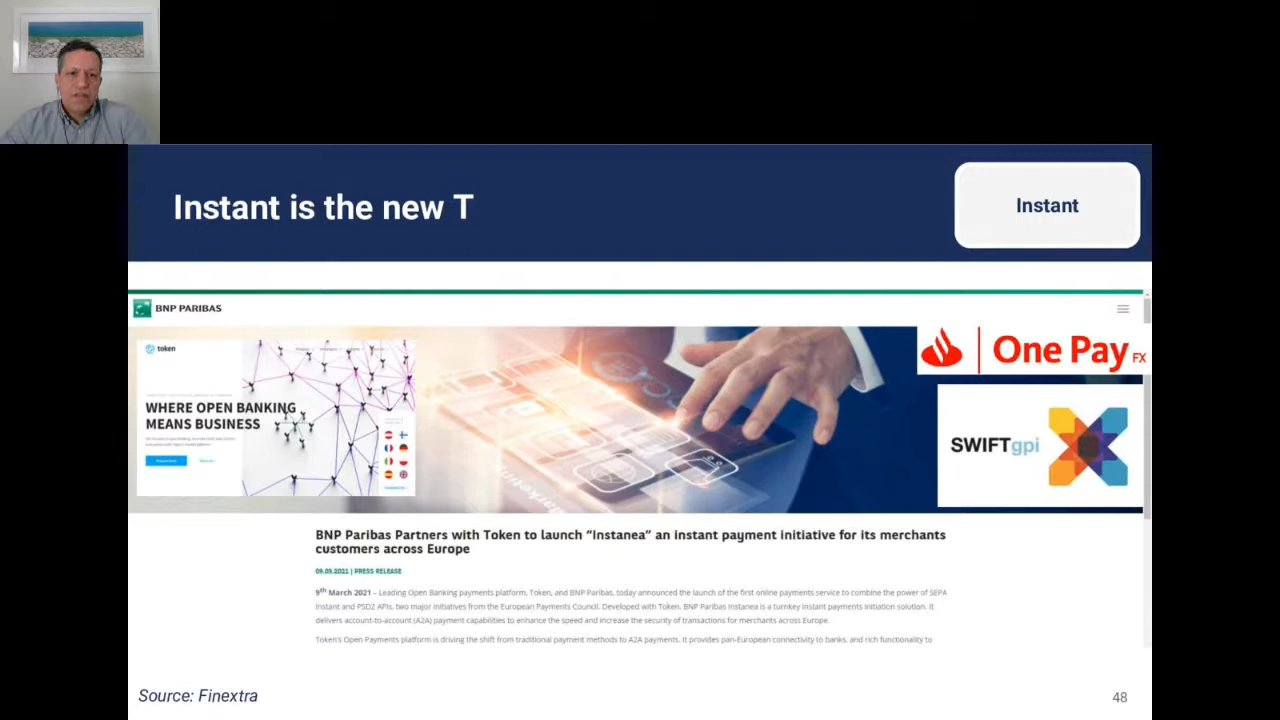 Instant is the new T
Instant
BNP PARIBAS
token
WHERE OPEN BANKING
MEANS BUSINESS
One Pay FX
SWIFTgpi
Marketing
BNP Paribas Partners with Token to launch “Instanea” an instant payment initiative for its merchants
customers across Europe
09.03.2021 | PRESS RELEASE
9th March 2021 – Leading Open Banking payments platform, Token, and BNP Paribas, today announced the launch of the first online payments service to combine the power of SEPA
Instant and PSD2 APIs, two major initiatives from the European Payments Council. Developed with Token, BNP Paribas Instanea is a turnkey instant payments initiation solution. It
delivers account-to-account (A2A) payment capabilities to enhance the speed and increase the security of transactions for merchants across Europe.
Token's Open Payments platform is driving the shift from traditional payment methods to A2A payments. It provides pan-European connectivity to banks, and rich functionality to
Source: Finextra
48